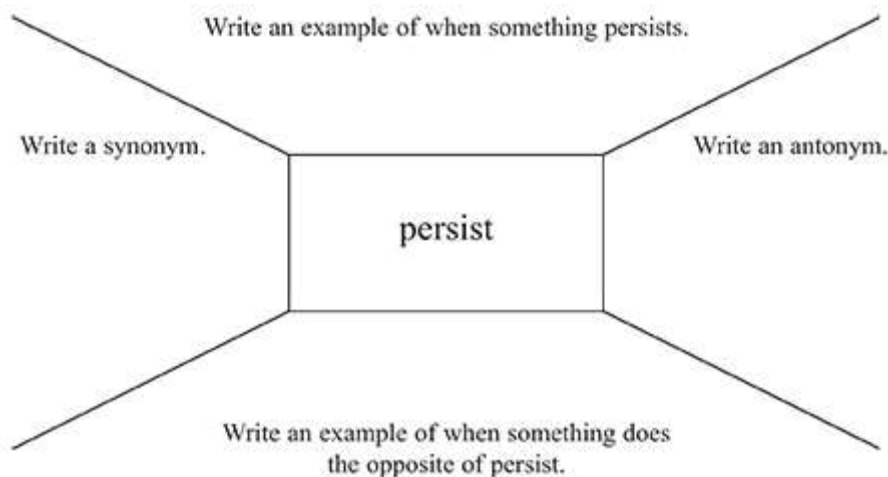 Write an example of when something persists.
Write a synonym.
Write an antonym.
persist
Write an example of when something does
the opposite of persist.